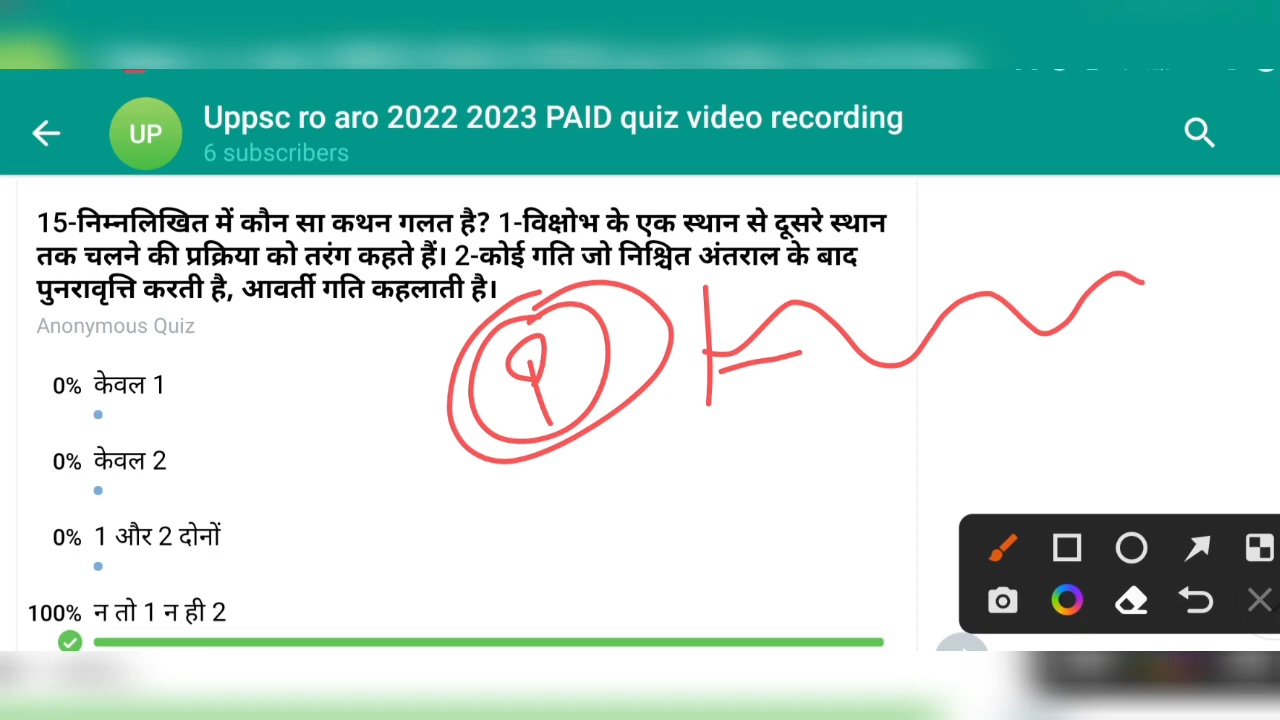 UP
Uppsc ro aro 2022 2023 PAID quiz video recording
6 subscribers
15-निम्नलिखित में कौन सा कथन गलत है? 1-विक्षोभ के एक स्थान से दूसरे स्थान
तक चलने की प्रक्रिया को तरंग कहते हैं। 2-कोई गति जो निश्चित अंतराल के बाद
पुनरावृत्ति करती है, आवर्ती गति कहलाती है।
Anonymous Quiz
0% केवल 1
0% केवल 2
0% 1 और 2 दोनों
100% न तो 1 न ही 2